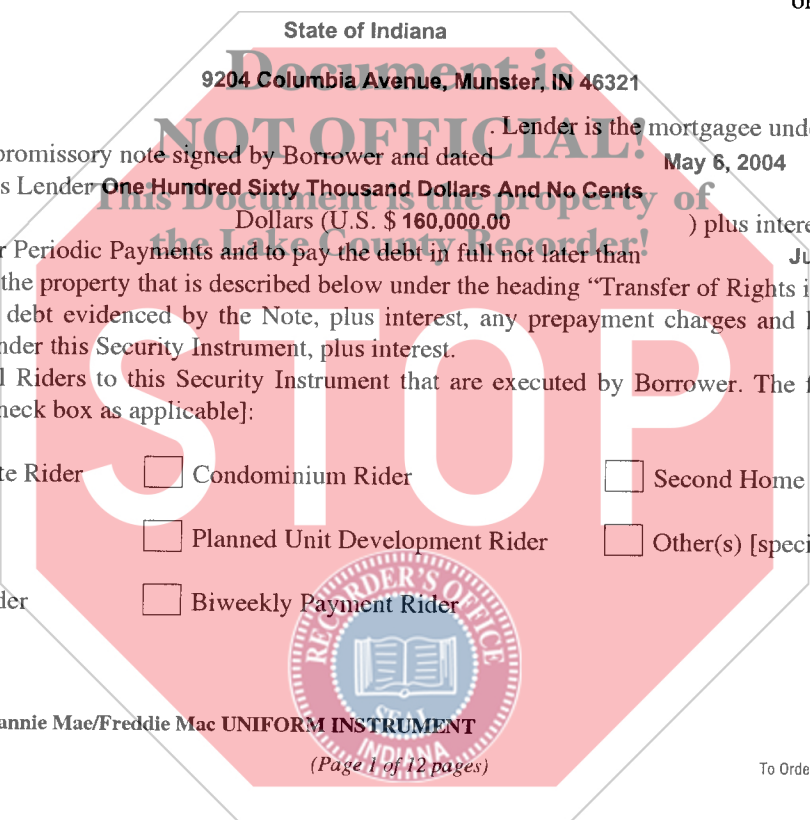 State of Indiana
Document is
9204 Columbia Avenue, Munster, IN 46321
NOT OFFICIAL!
. Lender is the mortgagee und
promissory note signed by Borrower and dated May 6, 2004
s Lender One Hundred Sixty Thousand Dollars And No Cents
This Document is the property of
Dollars (U.S. $ 160,000.00 ) plus intere
the Lake County Recorder!
r Periodic Payments and to pay the debt in full not later than Ju
the property that is described below under the heading “Transfer of Rights i
debt evidenced by the Note, plus interest, any prepayment charges and l
nder this Security Instrument, plus interest.
l Riders to this Security Instrument that are executed by Borrower. The f
heck box as applicable]:
STOP
te Rider Condominium Rider Second Home
Planned Unit Development Rider Other(s) [speci
der Biweekly Payment Rider
RECORDER'S OFFICE
SEAL
INDIANA
annie Mae/Freddie Mac UNIFORM INSTRUMENT
(Page 1 of 12 pages)
To Orde